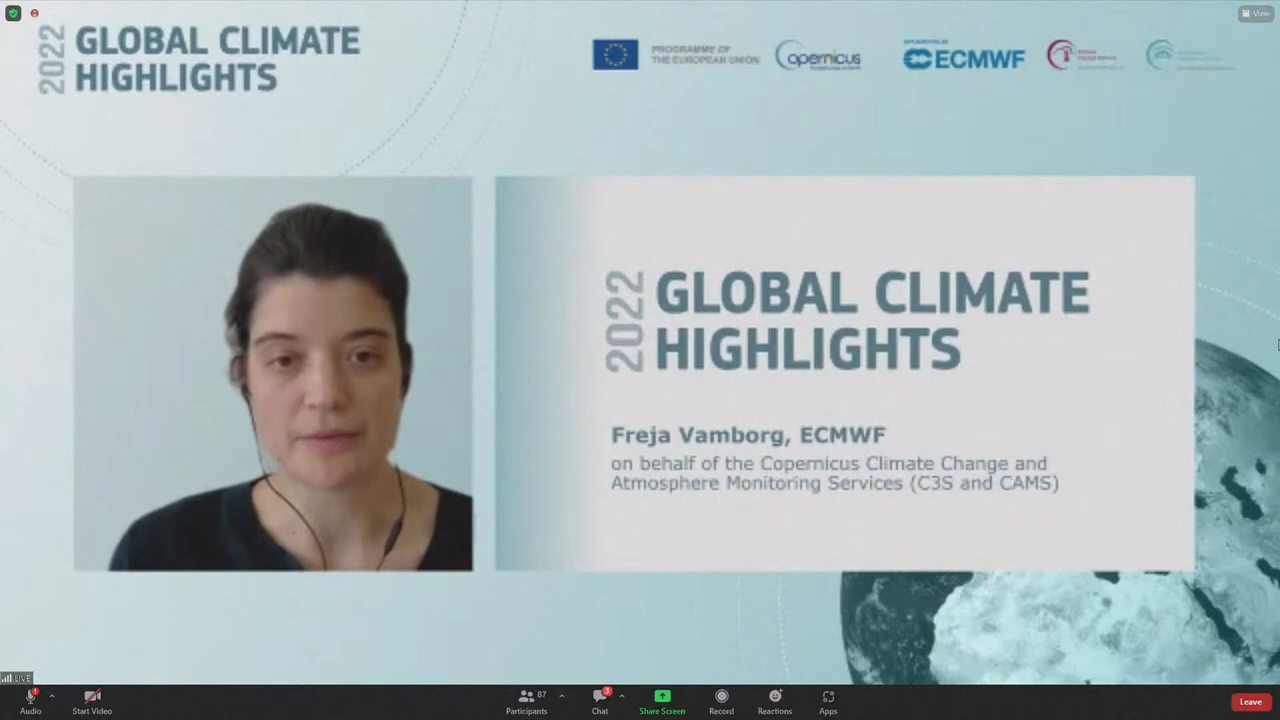 View
2022
GLOBAL CLIMATE
HIGHLIGHTS
PROGRAMME OF
THE EUROPEAN UNION
opernicus
ECMWF
2022
GLOBAL CLIMATE
HIGHLIGHTS
Freja Vamborg, ECMWF
on behalf of the Copernicus Climate Change and
Atmosphere Monitoring Services (C3S and CAMS)
LIVE
Audio
Start Video
87
Participants
3
Chat
Share Screen
Record
Reactions
Apps
Leave